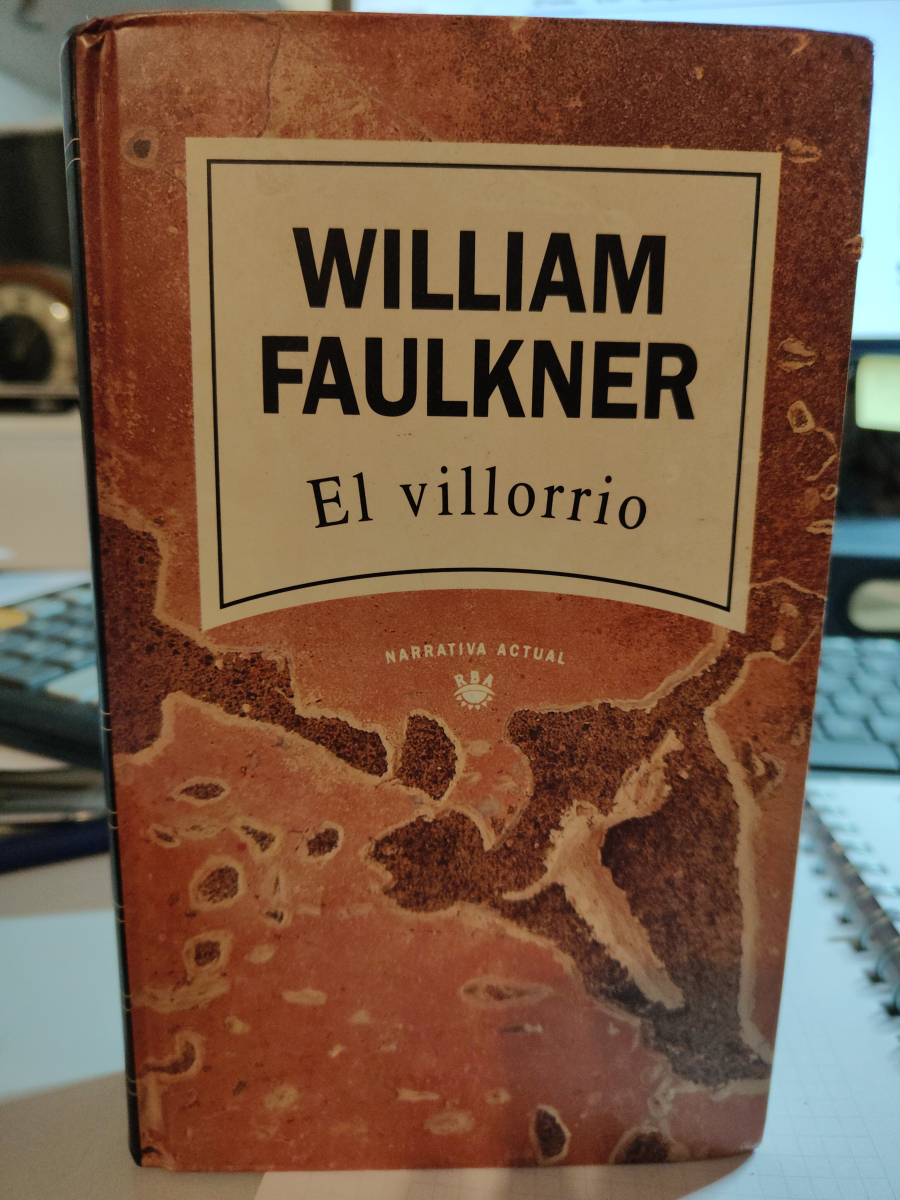 WILLIAM
FAULKNER
El villorrio
NARRATIVA ACTUAL
RBA